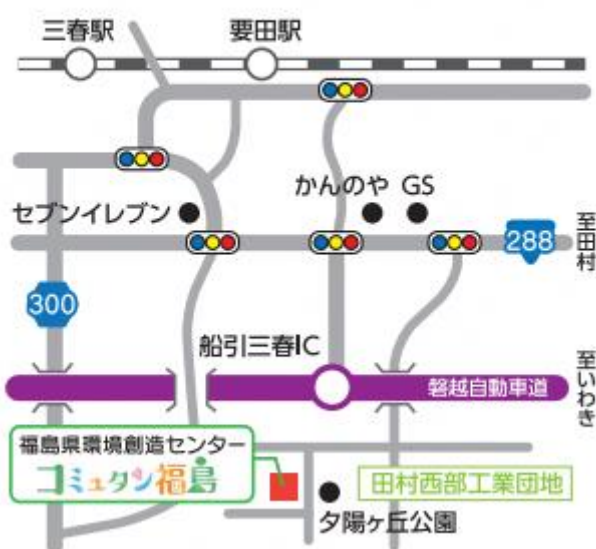 三春駅
要田駅
かんのや GS
セブンイレブン
288
至田村
300
船引三春IC
磐越自動車道
至いわき
福島県環境創造センター
コミュタン福島
田村西部工業団地
夕陽ヶ丘公園